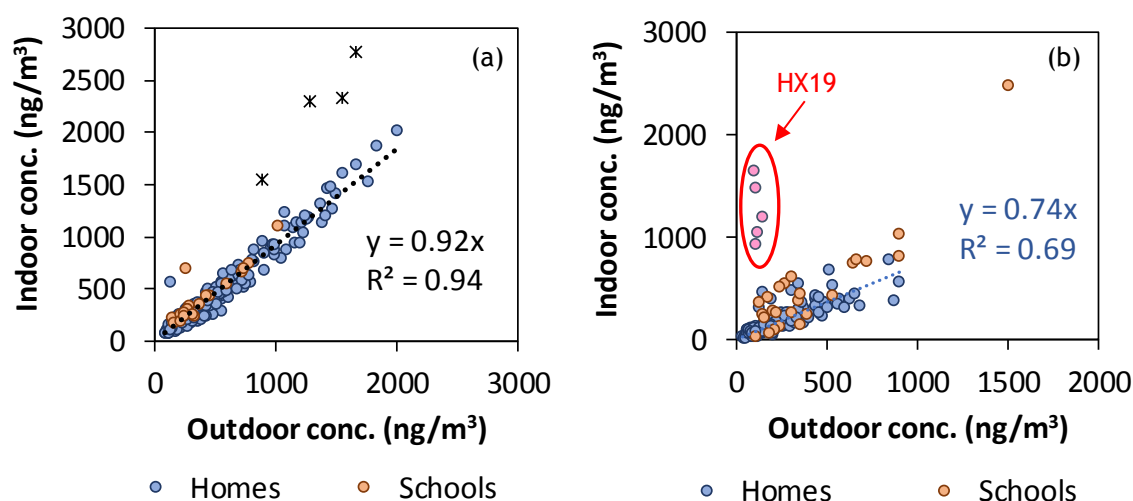 Indoor conc. (ng/m³)
3000
2500
2000
1500
1000
500
0
(a)
y = 0.92x
R² = 0.94
0
1000
2000
3000
Outdoor conc. (ng/m³)
Homes
Schools
Indoor conc. (ng/m³)
3000
2000
1000
0
(b)
HX19
y = 0.74x
R² = 0.69
0
500
1000
1500
2000
Outdoor conc. (ng/m³)
Homes
Schools